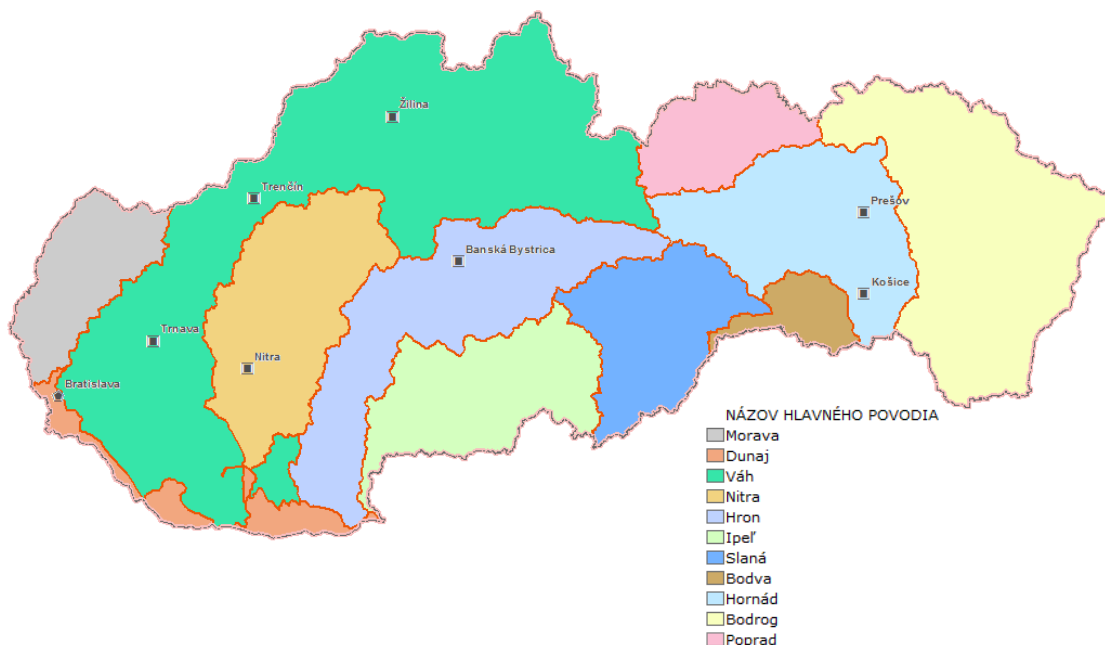 Žilina
Trenčín
Prešov
Banská Bystrica
Košice
Trnava
Nitra
Bratislava
NÁZOV HLAVNÉHO POVODIA
Morava
Dunaj
Váh
Nitra
Hron
Ipeľ
Slaná
Bodva
Hornád
Bodrog
Poprad